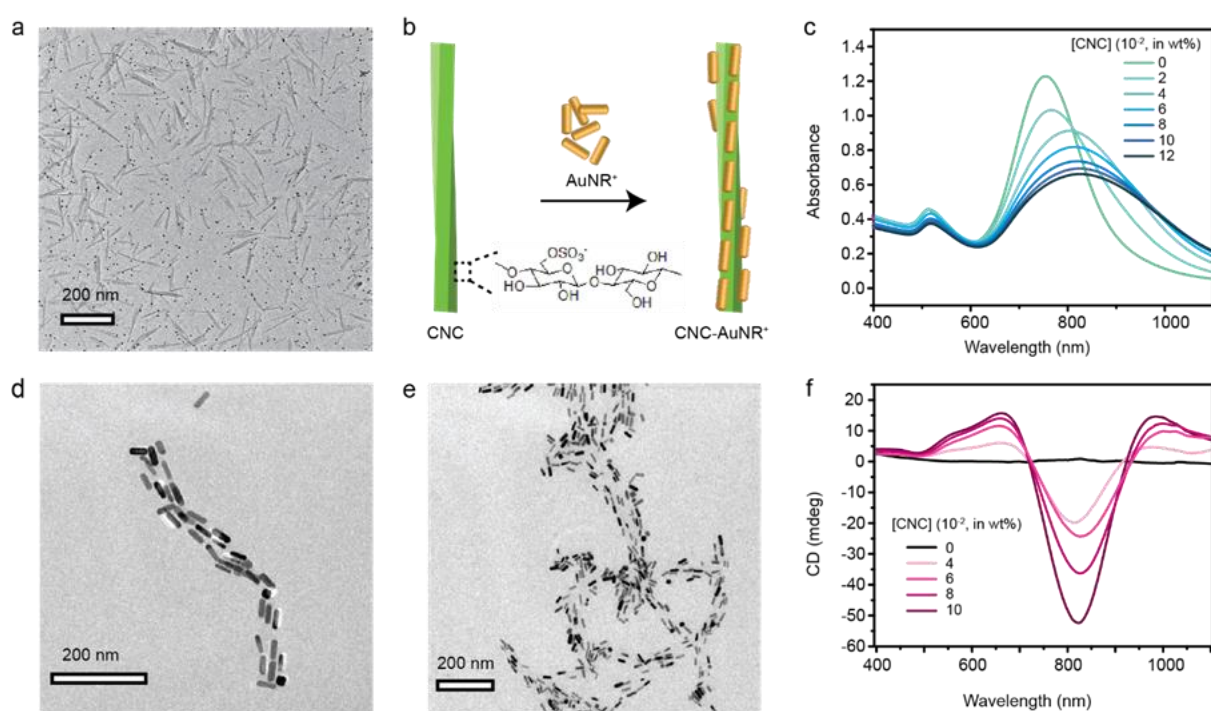 a
200 nm
b
AuNR⁺
OSO₃⁻
OH
HO
O
O
HO
O
O
OH
OH
O
OH
CNC
CNC-AuNR⁺
c
Absorbance
1.4
1.2
1.0
0.8
0.6
0.4
0.2
0.0
[CNC] (10⁻², in wt%)
0
2
4
6
8
10
12
400 600 800 1000
Wavelength (nm)
d
200 nm
e
200 nm
f
CD (mdeg)
20
10
0
-10
-20
-30
-40
-50
-60
[CNC] (10⁻², in wt%)
0
4
6
8
10
400 600 800 1000
Wavelength (nm)